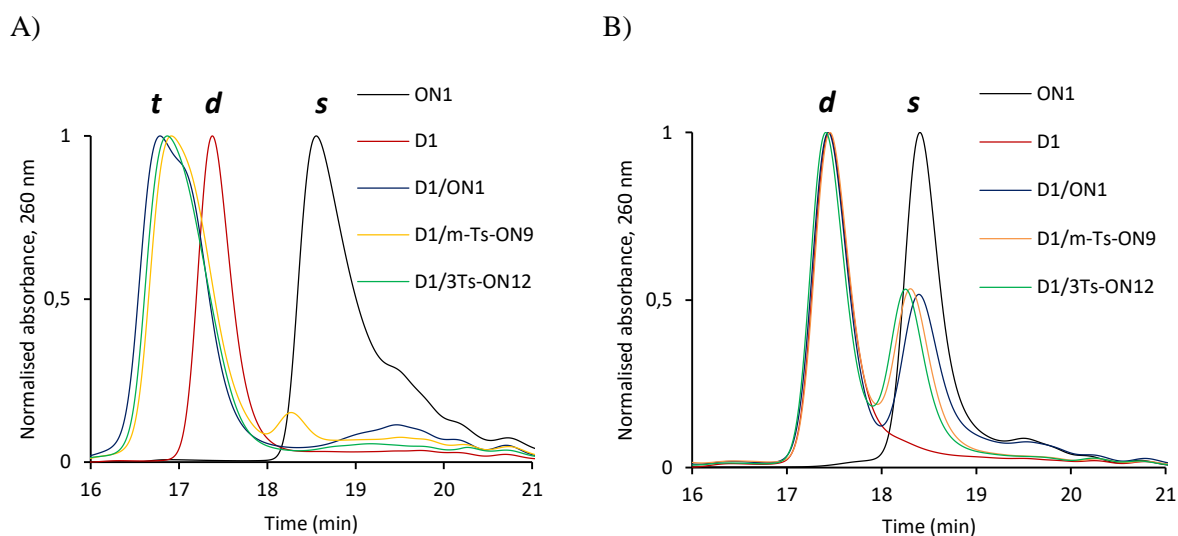 A)
t d s
ON1
D1
D1/ON1
D1/m-Ts-ON9
D1/3Ts-ON12
Normalised absorbance, 260 nm
1
0,5
0
16 17 18 19 20 21
Time (min)
B)
d s
ON1
D1
D1/ON1
D1/m-Ts-ON9
D1/3Ts-ON12
Normalised absorbance, 260 nm
1
0,5
0
16 17 18 19 20 21
Time (min)